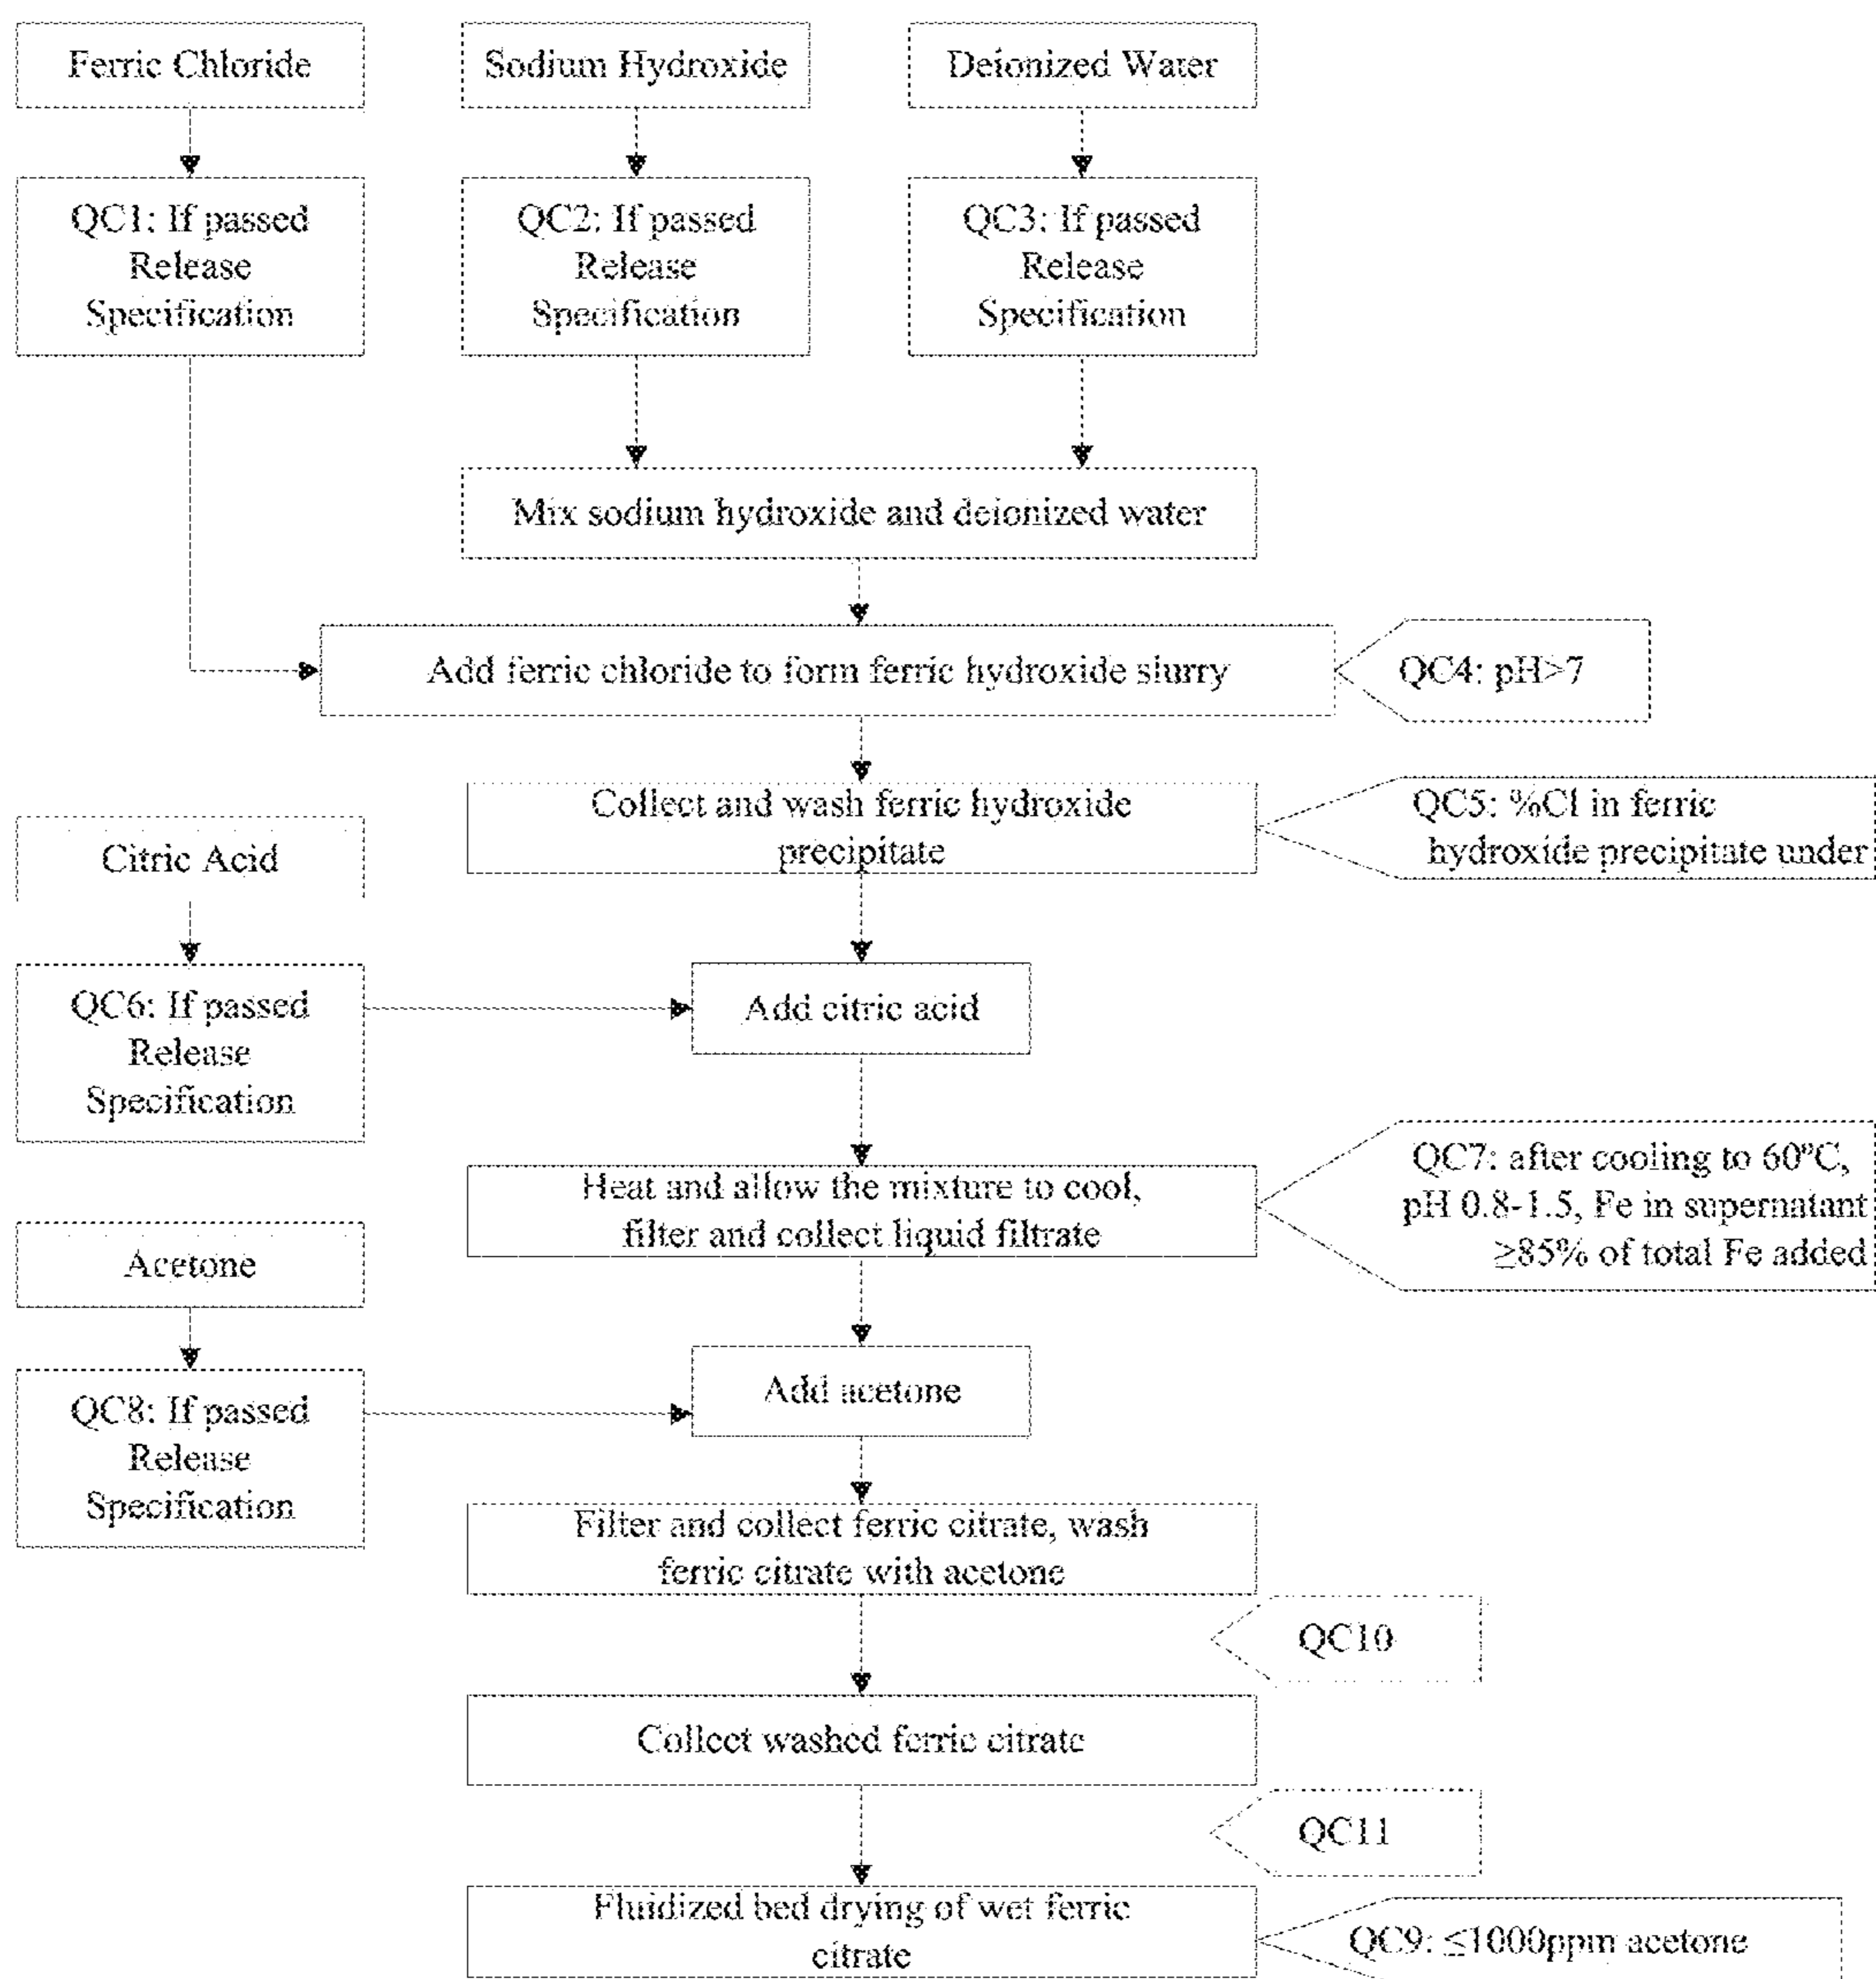 Ferric Chloride
Sodium Hydroxide
Deionized Water
QC1: If passed
Release
Specification
QC2: If passed
Release
Specification
QC3: If passed
Release
Specification
Mix sodium hydroxide and deionized water
Add ferric chloride to form ferric hydroxide slurry
QC4: pH>7
Collect and wash ferric hydroxide
precipitate
QC5: %Cl in ferric
hydroxide precipitate under
Citric Acid
QC6: If passed
Release
Specification
Add citric acid
Heat and allow the mixture to cool,
filter and collect liquid filtrate
QC7: after cooling to 60°C,
pH 0.8-1.5, Fe in supernatant
≥85% of total Fe added
Acetone
QC8: If passed
Release
Specification
Add acetone
Filter and collect ferric citrate, wash
ferric citrate with acetone
QC10
Collect washed ferric citrate
QC11
Fluidized bed drying of wet ferric
citrate
QC9: ≤1000ppm acetone